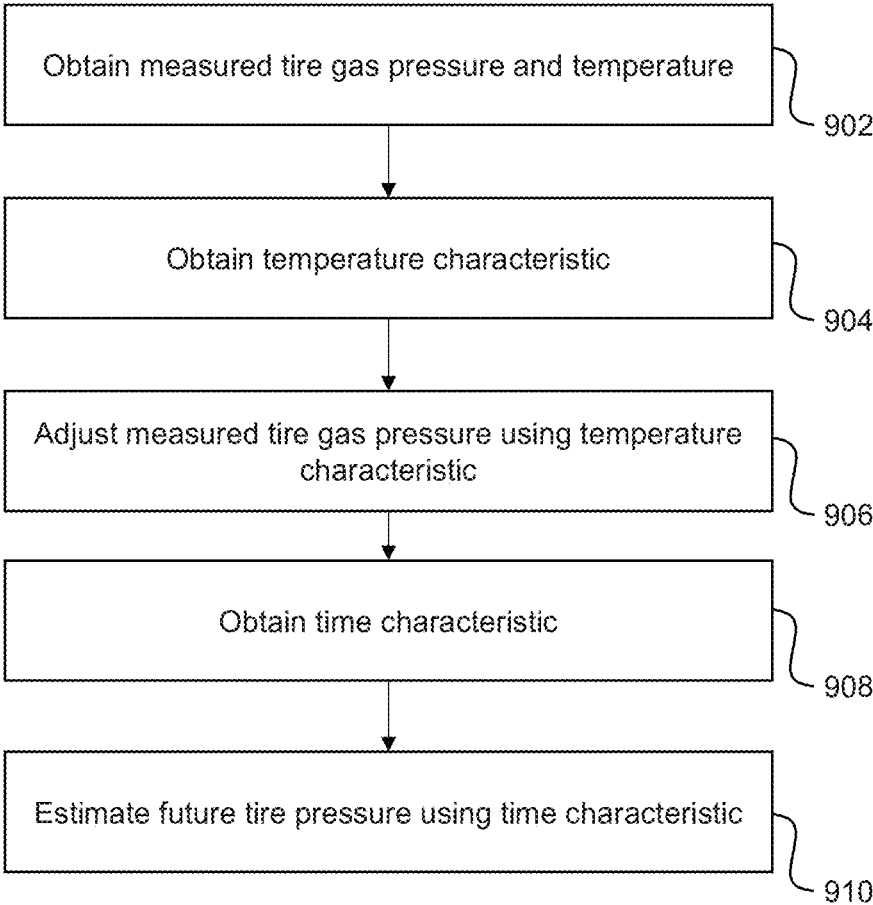 Obtain measured tire gas pressure and temperature
902
Obtain temperature characteristic
904
Adjust measured tire gas pressure using temperature
characteristic
906
Obtain time characteristic
908
Estimate future tire pressure using time characteristic
910